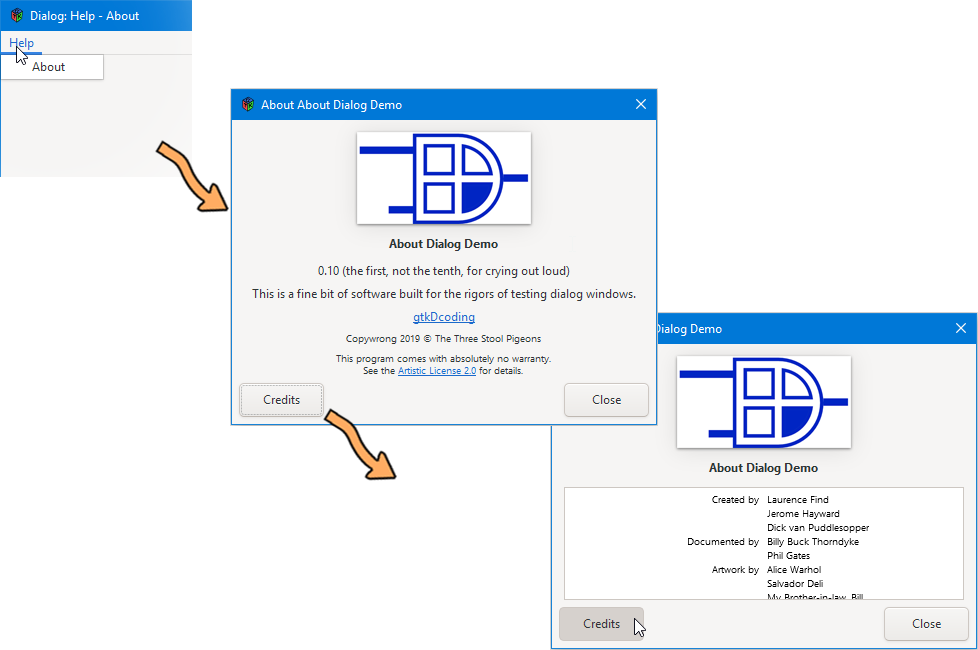 Dialog: Help - About
Help
About
About About Dialog Demo
About Dialog Demo
0.10 (the first, not the tenth, for crying out loud)
This is a fine bit of software built for the rigors of testing dialog windows.
gtkDcoding
Copywrong 2019 © The Three Stool Pigeons
This program comes with absolutely no warranty.
See the Artistic License 2.0 for details.
Credits Close
Dialog Demo
About Dialog Demo
Created by Laurence Find
Jerome Hayward
Dick van Puddlesopper
Documented by Billy Buck Thorndyke
Phil Gates
Artwork by Alice Warhol
Salvador Deli
My Brother-in-law, Bill
Credits Close